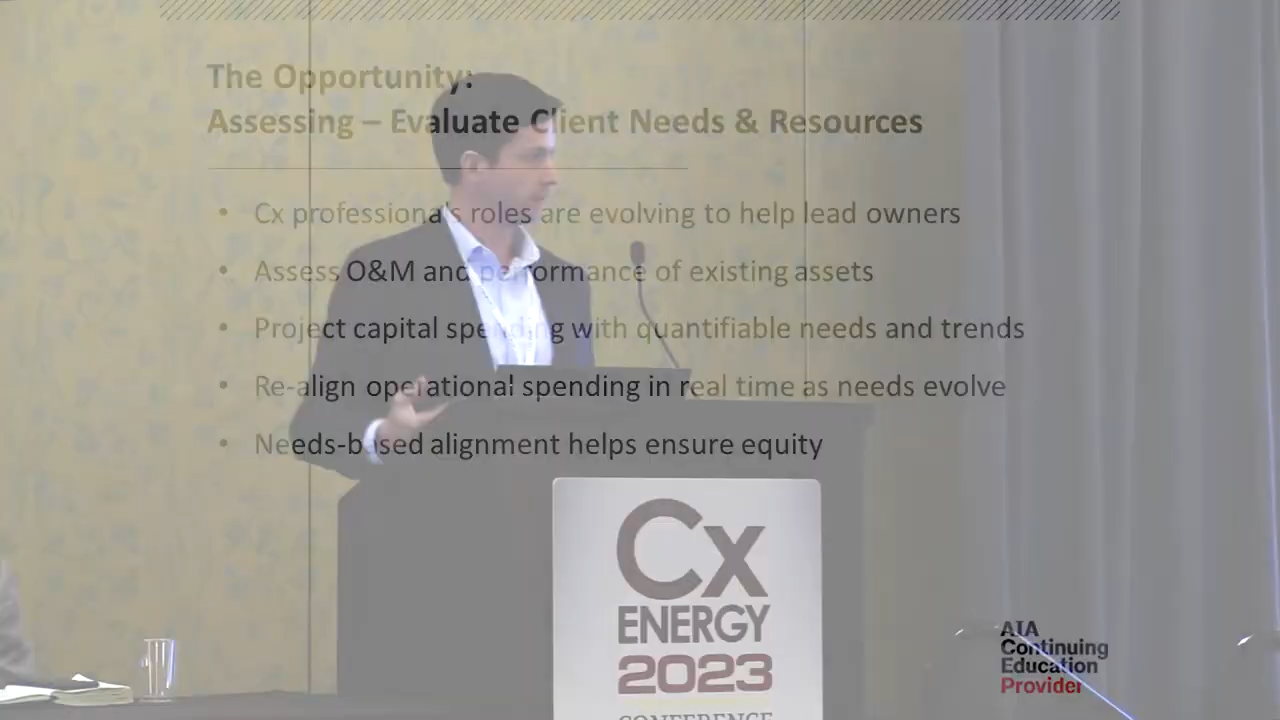 The Opportunity:
Assessing – Evaluate Client Needs & Resources
• Cx professionals roles are evolving to help lead owners
• Assess O&M and performance of existing assets
• Project capital spending with quantifiable needs and trends
• Re-align operational spending in real time as needs evolve
• Needs-based alignment helps ensure equity
Cx
ENERGY
2023
CONFERENCE
AIA
Continuing
Education
Provider